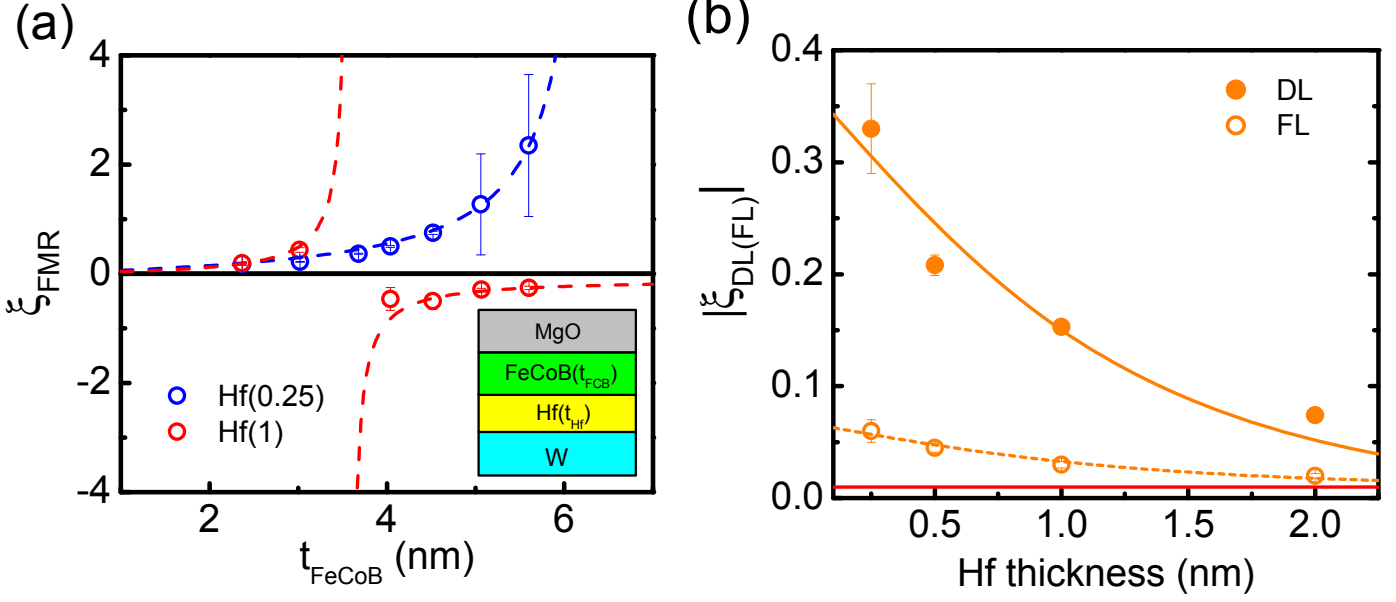 (a)
4
2
0
-2
-4
ξFMR
Hf(0.25)
Hf(1)
MgO
FeCoB(tFCB)
Hf(tHf)
W
2 4 6
tFeCoB (nm)
(b)
0.4
0.3
0.2
0.1
0.0
|ξDL(FL)|
DL
FL
0.5 1.0 1.5 2.0
Hf thickness (nm)